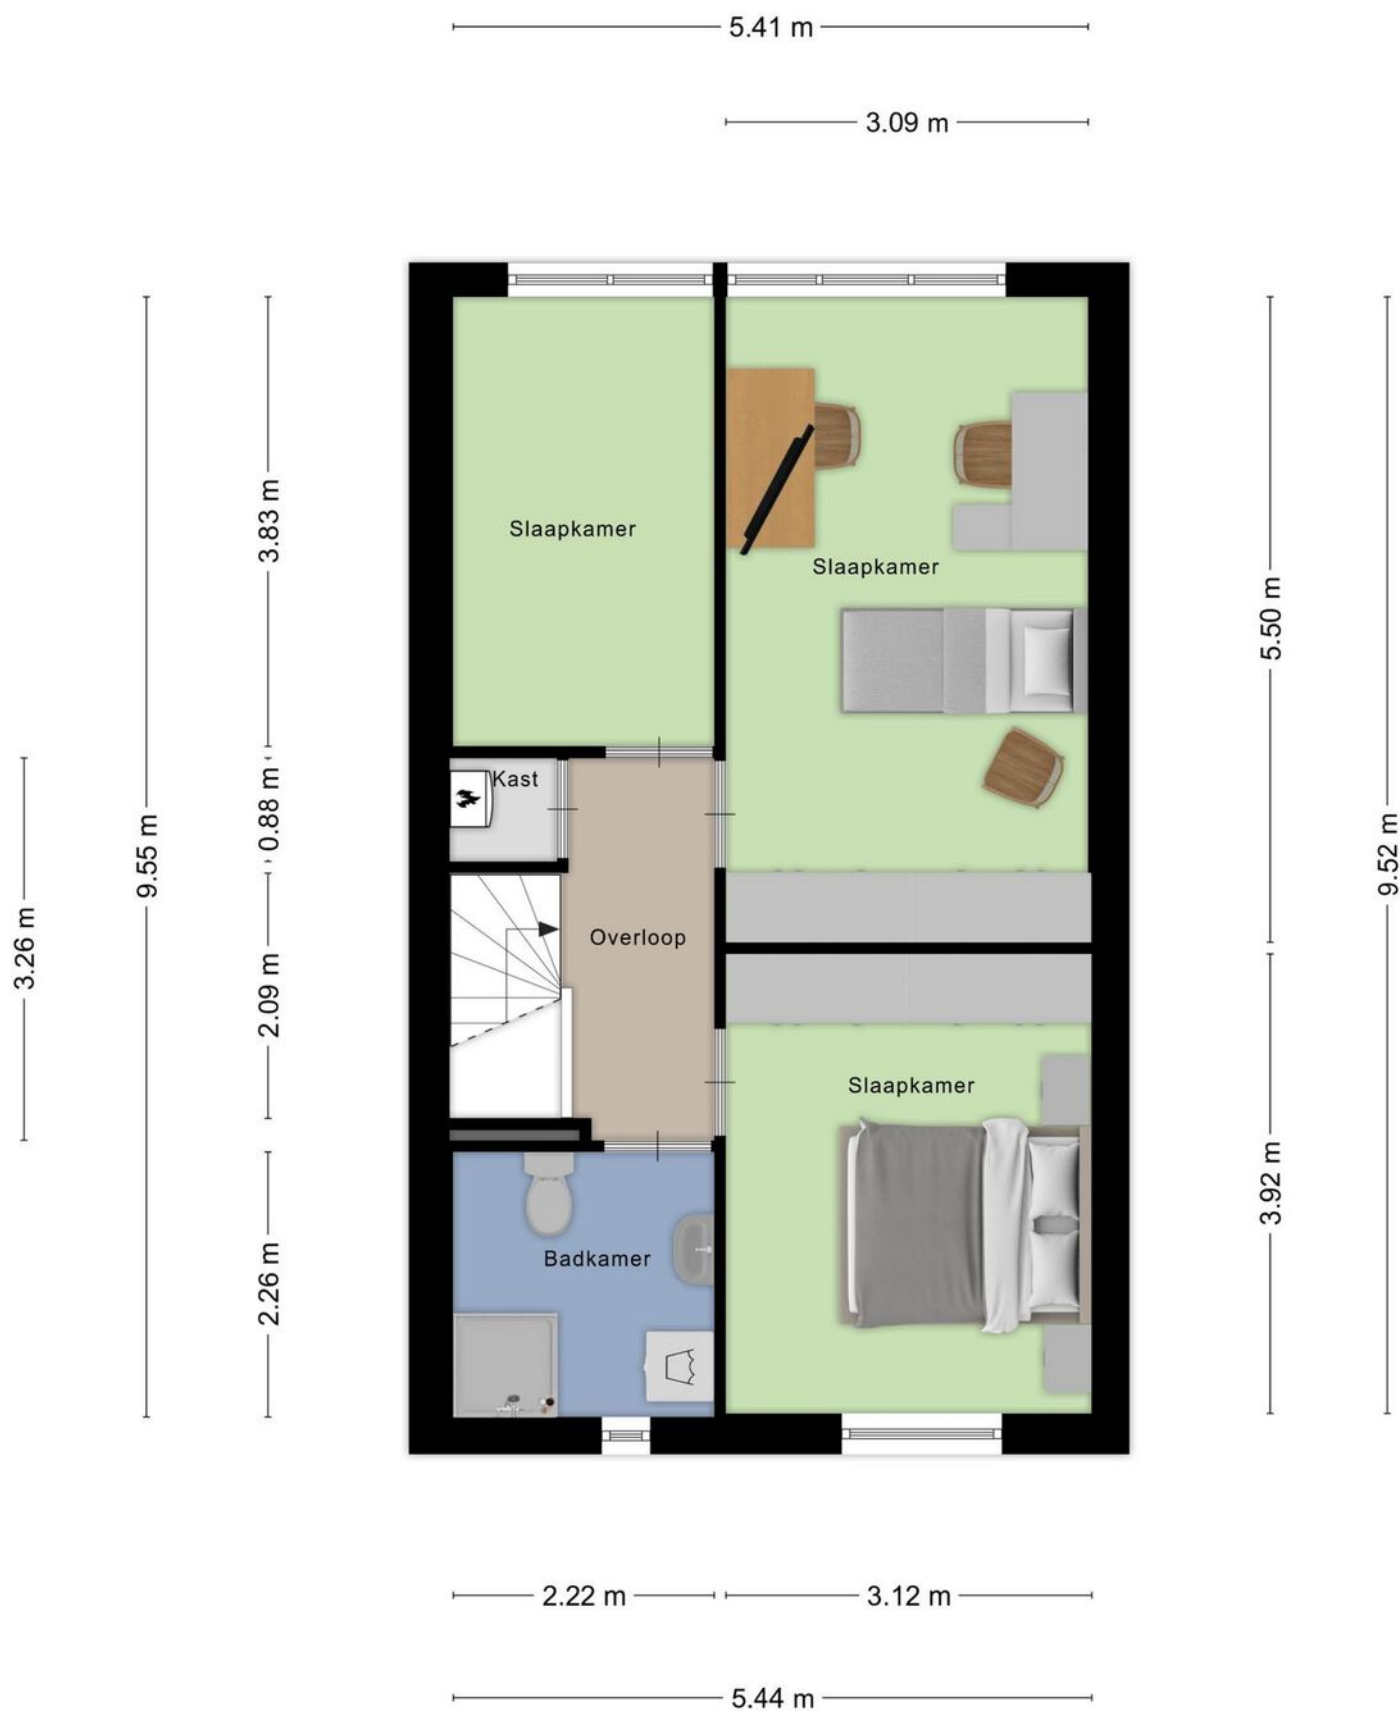 5.41 m
3.09 m
Slaapkamer
Slaapkamer
3.83 m
5.50 m
Kast
0.88 m
9.55 m
9.52 m
Overloop
3.26 m
2.09 m
Slaapkamer
3.92 m
Badkamer
2.26 m
2.22 m
3.12 m
5.44 m